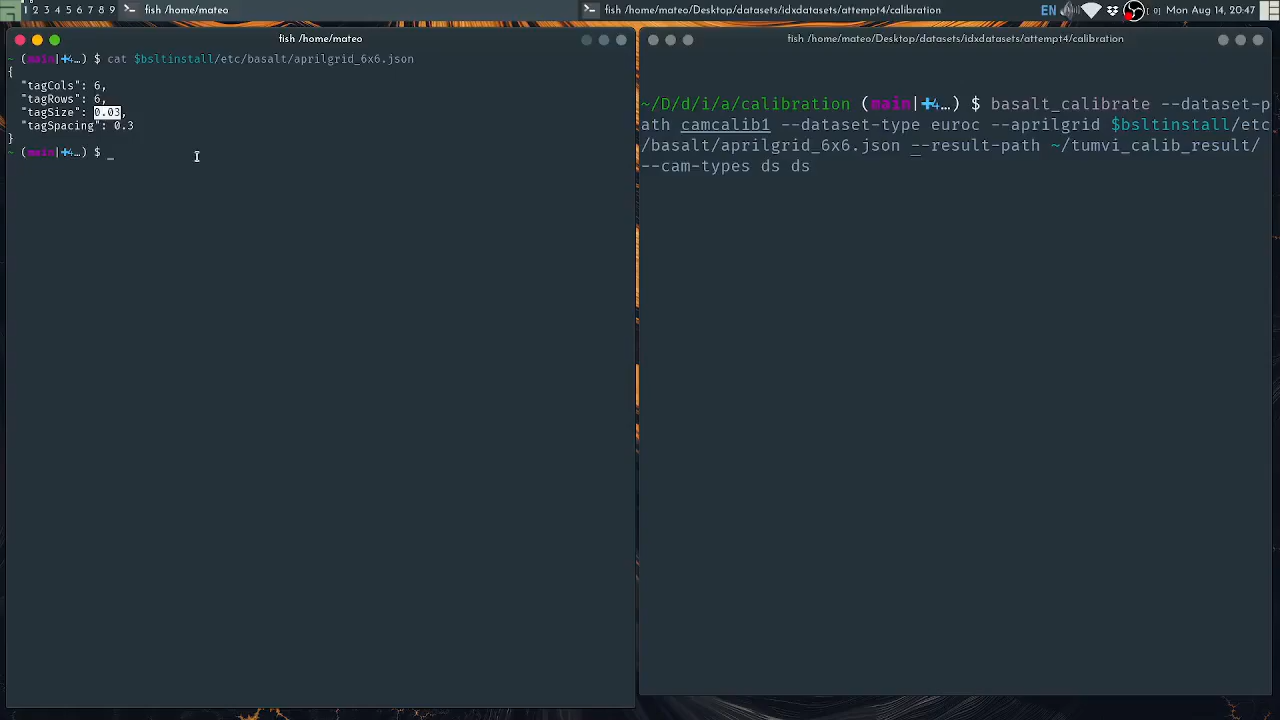 1 2 3 4 5 6 7 8 9 fish /home/mateo fish /home/mateo/Desktop/datasets/idxdatasets/attempt4/calibration EN Mon Aug 14, 20:47
fish /home/mateo
~ (main|✚4…) $ cat $bsltinstall/etc/basalt/aprilgrid_6x6.json
{
"tagCols": 6,
"tagRows": 6,
"tagSize": 0.03,
"tagSpacing": 0.3
}
~ (main|✚4…) $ _
fish /home/mateo/Desktop/datasets/idxdatasets/attempt4/calibration
~/D/d/i/a/calibration (main|✚4…) $ basalt_calibrate --dataset-p
ath camcalib1 --dataset-type euroc --aprilgrid $bsltinstall/etc
/basalt/aprilgrid_6x6.json --result-path ~/tumvi_calib_result/
--cam-types ds ds